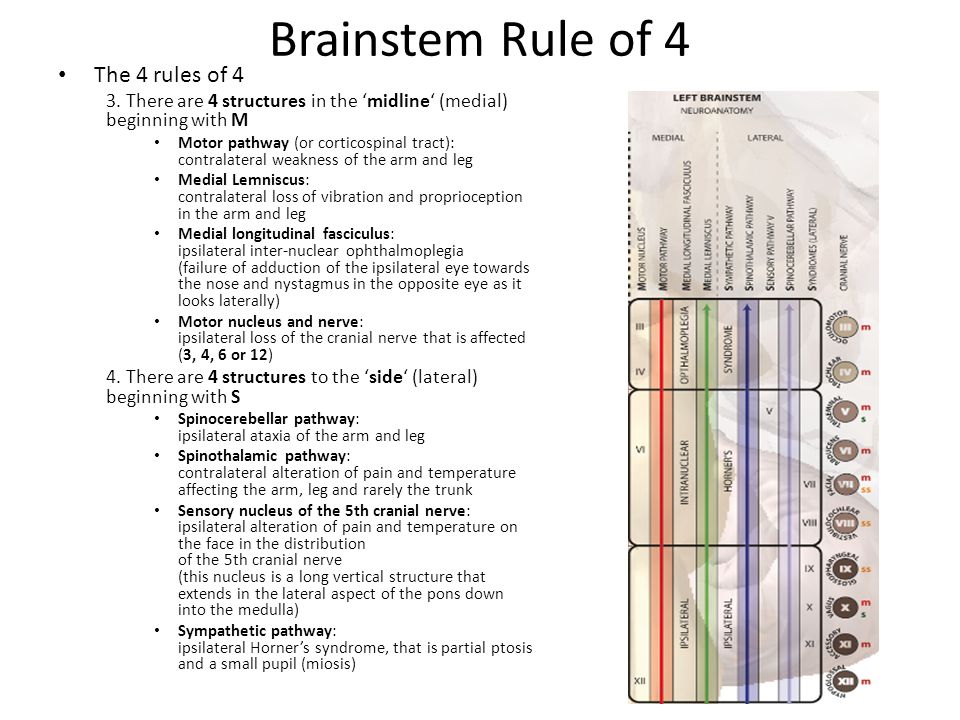 Brainstem Rule of 4
• The 4 rules of 4
3. There are 4 structures in the ‘midline‘ (medial)
beginning with M
• Motor pathway (or corticospinal tract):
contralateral weakness of the arm and leg
• Medial Lemniscus:
contralateral loss of vibration and proprioception
in the arm and leg
• Medial longitudinal fasciculus:
ipsilateral inter-nuclear ophthalmoplegia
(failure of adduction of the ipsilateral eye towards
the nose and nystagmus in the opposite eye as it
looks laterally)
• Motor nucleus and nerve:
ipsilateral loss of the cranial nerve that is affected
(3, 4, 6 or 12)
4. There are 4 structures to the ‘side‘ (lateral)
beginning with S
• Spinocerebellar pathway:
ipsilateral ataxia of the arm and leg
• Spinothalamic pathway:
contralateral alteration of pain and temperature
affecting the arm, leg and rarely the trunk
• Sensory nucleus of the 5th cranial nerve:
ipsilateral alteration of pain and temperature on
the face in the distribution
of the 5th cranial nerve
(this nucleus is a long vertical structure that
extends in the lateral aspect of the pons down
into the medulla)
• Sympathetic pathway:
ipsilateral Horner’s syndrome, that is partial ptosis
and a small pupil (miosis)
LEFT BRAINSTEM
NEUROANATOMY
MEDIAL
LATERAL
MOTOR NUCLEUS
MOTOR PATHWAY
MEDIAL LONGITUDINAL FASCICULUS
MEDIAL LEMNISCUS
SYMPATHETIC PATHWAY
SPINOTHALAMIC PATHWAY
SENSORY PATHWAY V
SPINOCEREBELLAR PATHWAY
SYNDROMES (LATERAL)
CRANIAL NERVE
IPSILATERAL INTRANUCLEAR OPTHALMOPLEGIA
IPSILATERAL HORNER'S SYNDROME
III
IV
VI
XII
V
VII
VIII
IX
X
XI
OCULOMOTOR III m
TROCHLEAR IV m
TRIGEMINAL V m s
ABDUCENS VI m
FACIAL VII m ss
VESTIBULOCOCHLEAR VIII ss
GLOSSOPHARYNGEAL IX ss
VAGUS X m s
ACCESSORY XI m
HYPOGLOSSAL XII m